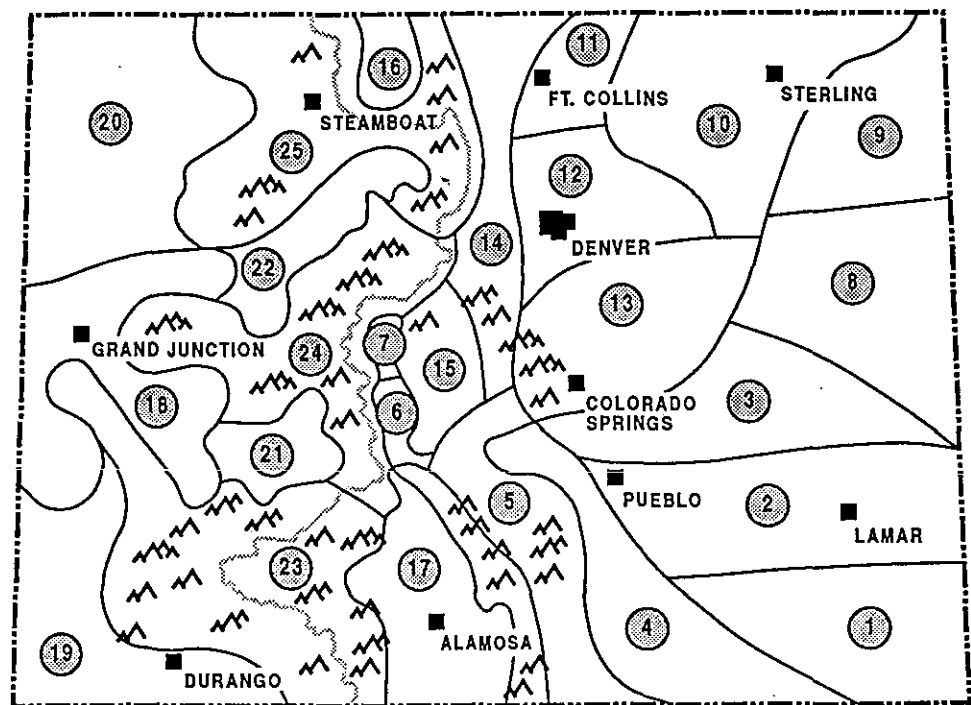 11
16
FT. COLLINS
STERLING
20
STEAMBOAT
10
9
25
12
14
DENVER
22
8
13
7
GRAND JUNCTION
24
15
COLORADO
SPRINGS
3
18
6
21
PUEBLO
5
2
LAMAR
23
17
4
1
ALAMOSA
19
DURANGO